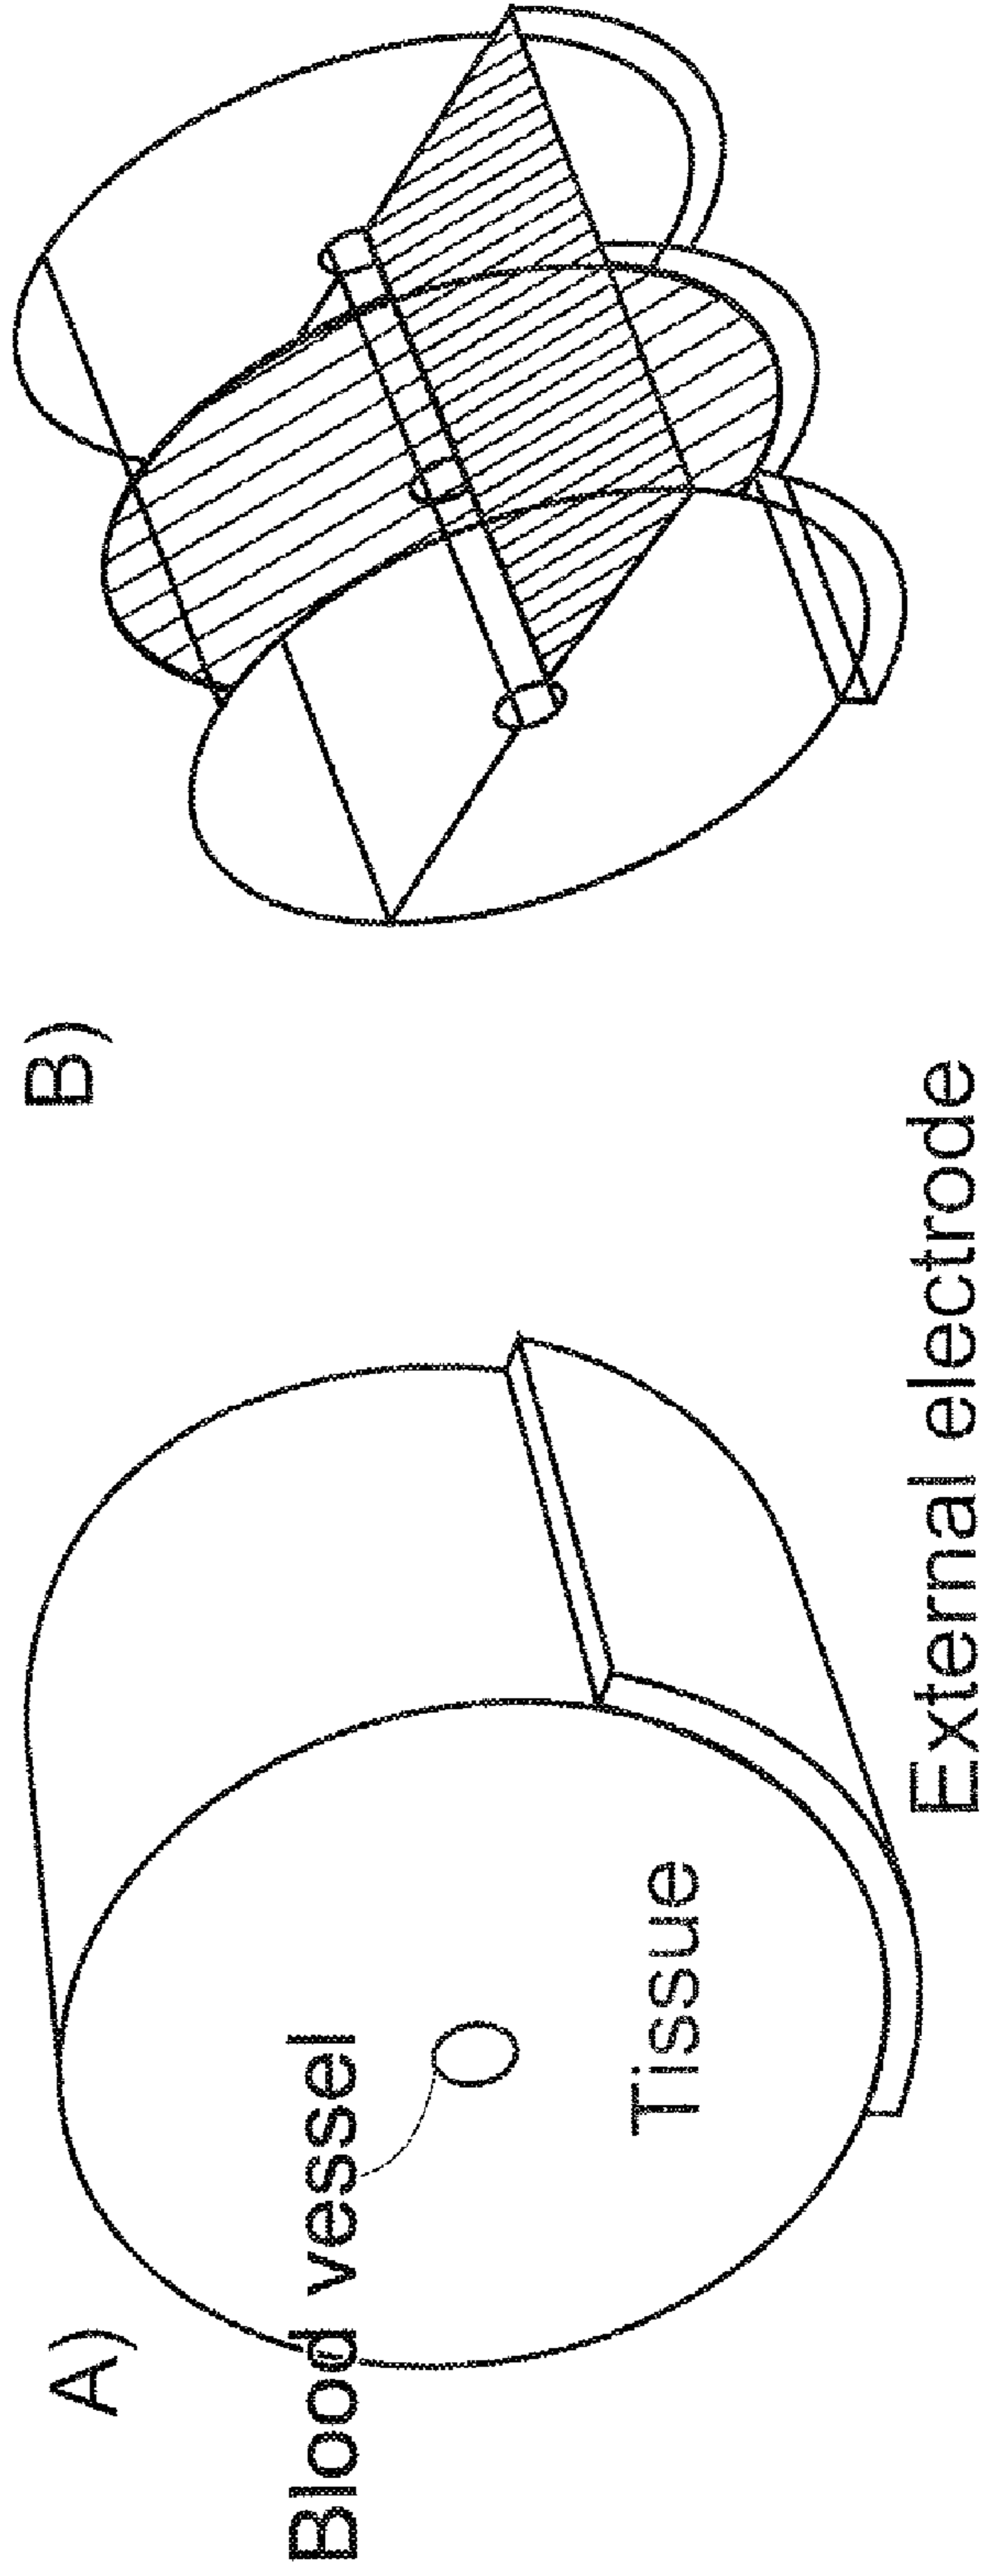 A)
Blood vessel
Tissue
External electrode
B)